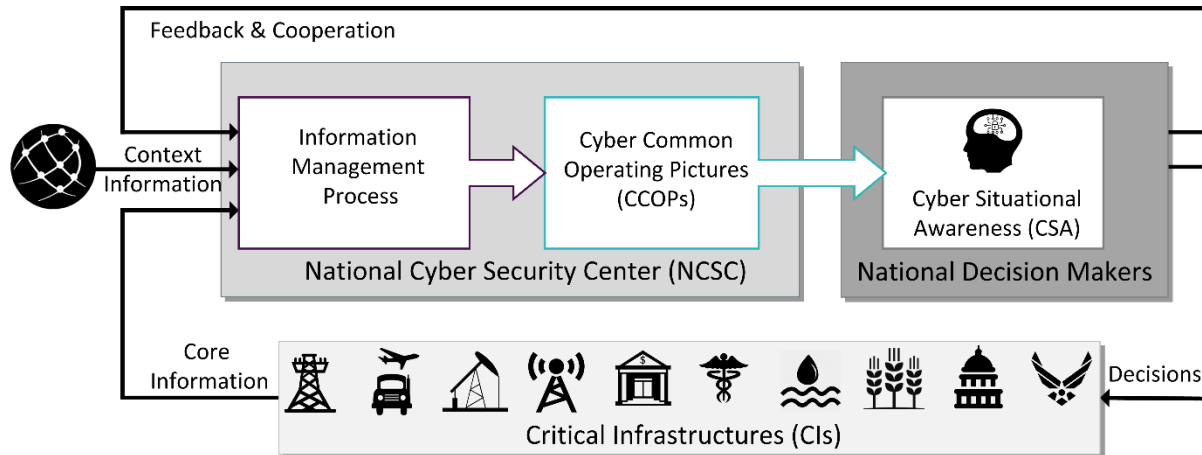 Feedback & Cooperation
Context
Information
Information
Management
Process
Cyber Common
Operating Pictures
(CCOPs)
Cyber Situational
Awareness (CSA)
National Cyber Security Center (NCSC)
National Decision Makers
Core
Information
$
Decisions
Critical Infrastructures (CIs)